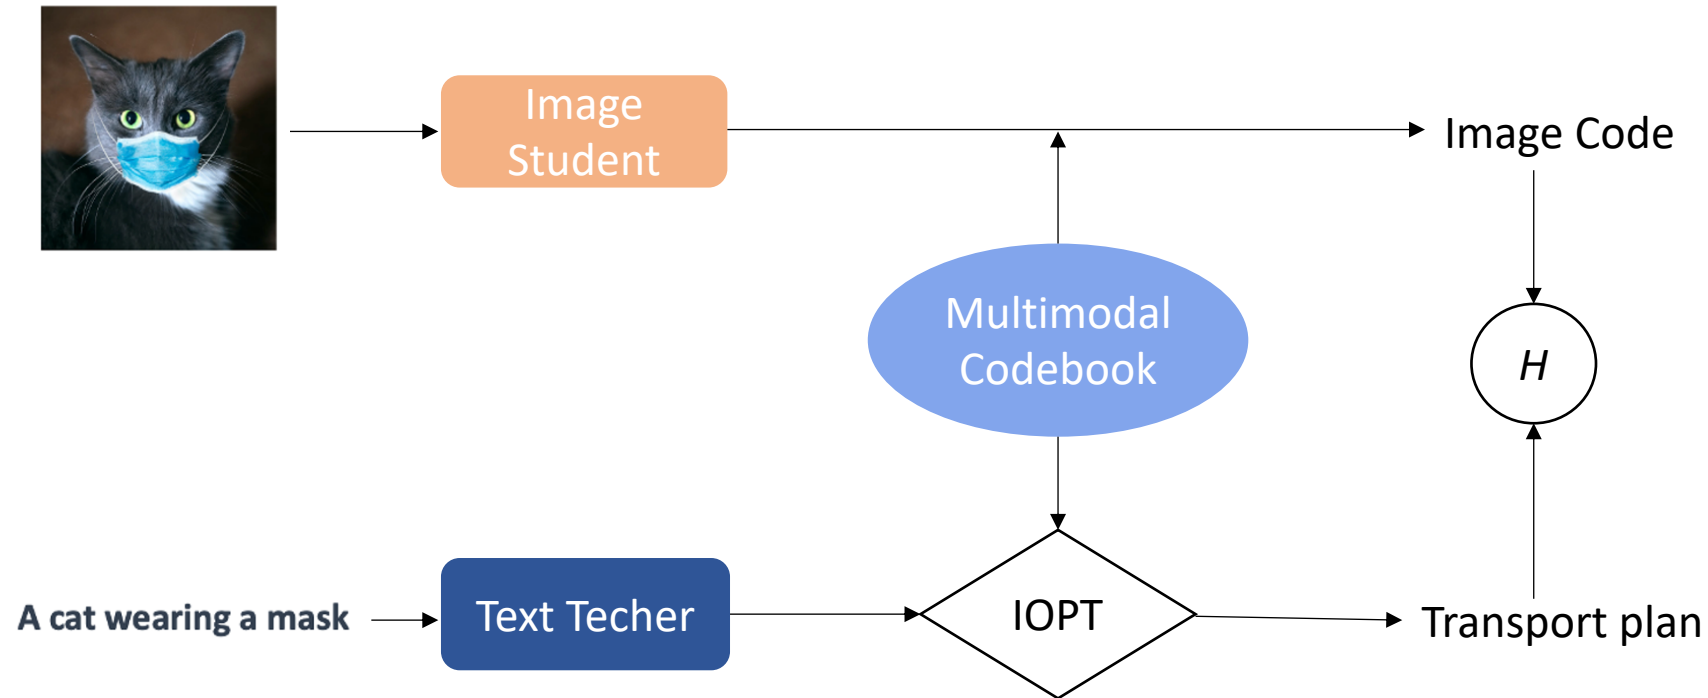 Image
Student
Image Code
Multimodal
Codebook
H
A cat wearing a mask
Text Techer
IOPT
Transport plan